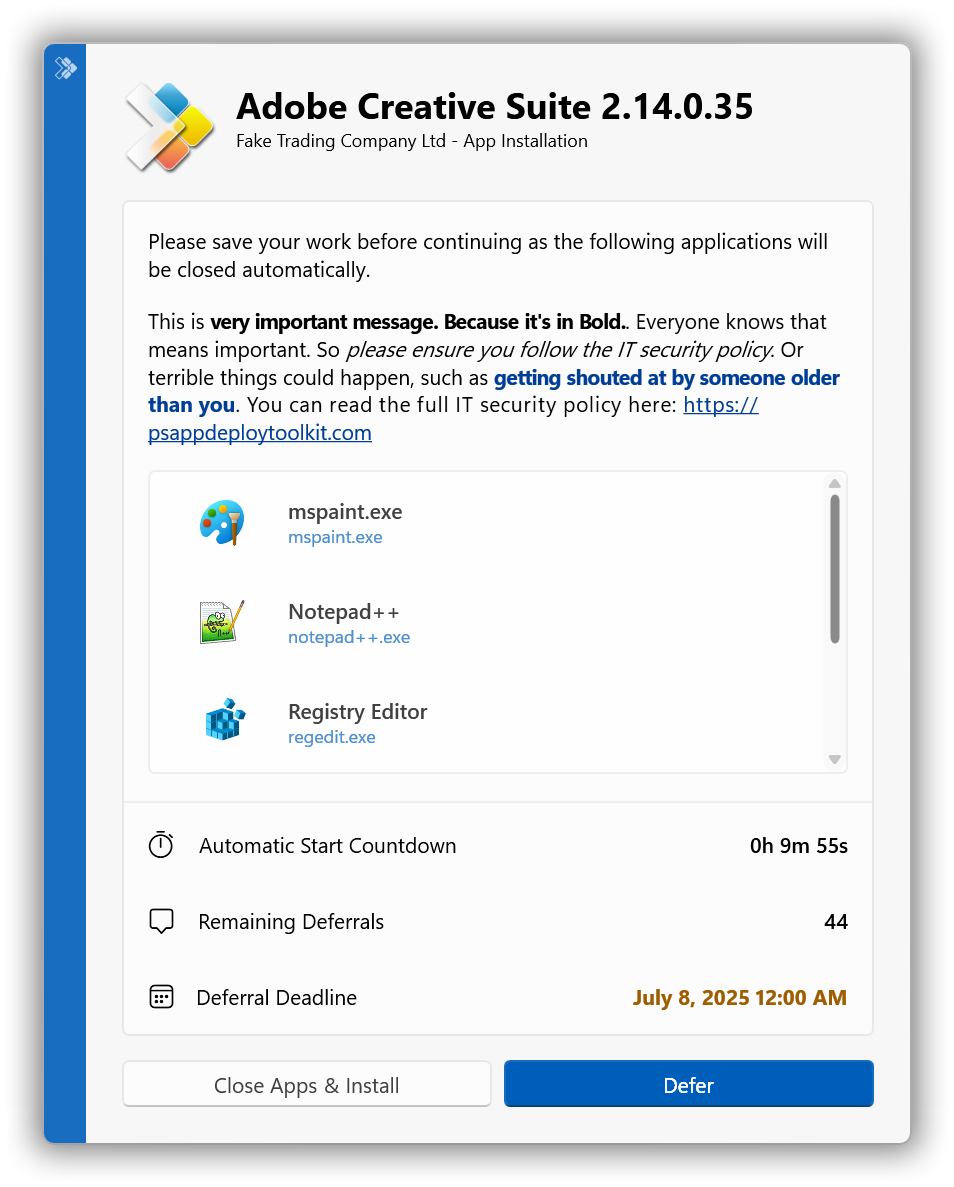 Adobe Creative Suite 2.14.0.35
Fake Trading Company Ltd - App Installation
Please save your work before continuing as the following applications will
be closed automatically.
This is very important message. Because it's in Bold.. Everyone knows that
means important. So please ensure you follow the IT security policy. Or
terrible things could happen, such as getting shouted at by someone older
than you. You can read the full IT security policy here: https://
psappdeploytoolkit.com
mspaint.exe
mspaint.exe
Notepad++
notepad++.exe
Registry Editor
regedit.exe
Automatic Start Countdown 0h 9m 55s
Remaining Deferrals 44
Deferral Deadline July 8, 2025 12:00 AM
Close Apps & Install Defer